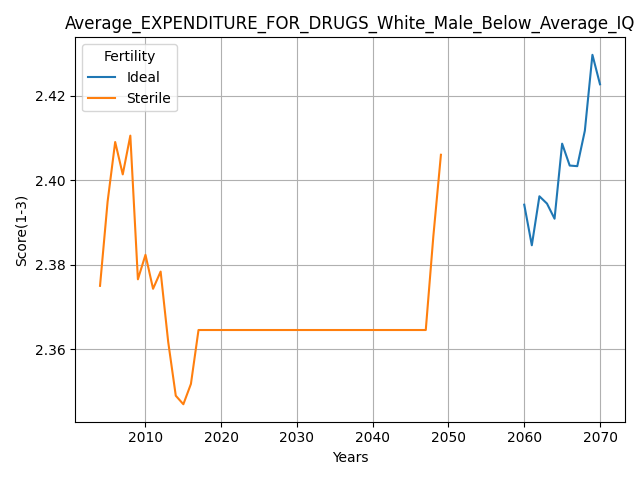 Average_EXPENDITURE_FOR_DRUGS_White_Male_Below_Average_IQ
Fertility
Ideal
Sterile
2.42
2.40
2.38
2.36
Score(1-3)
2010 2020 2030 2040 2050 2060 2070
Years